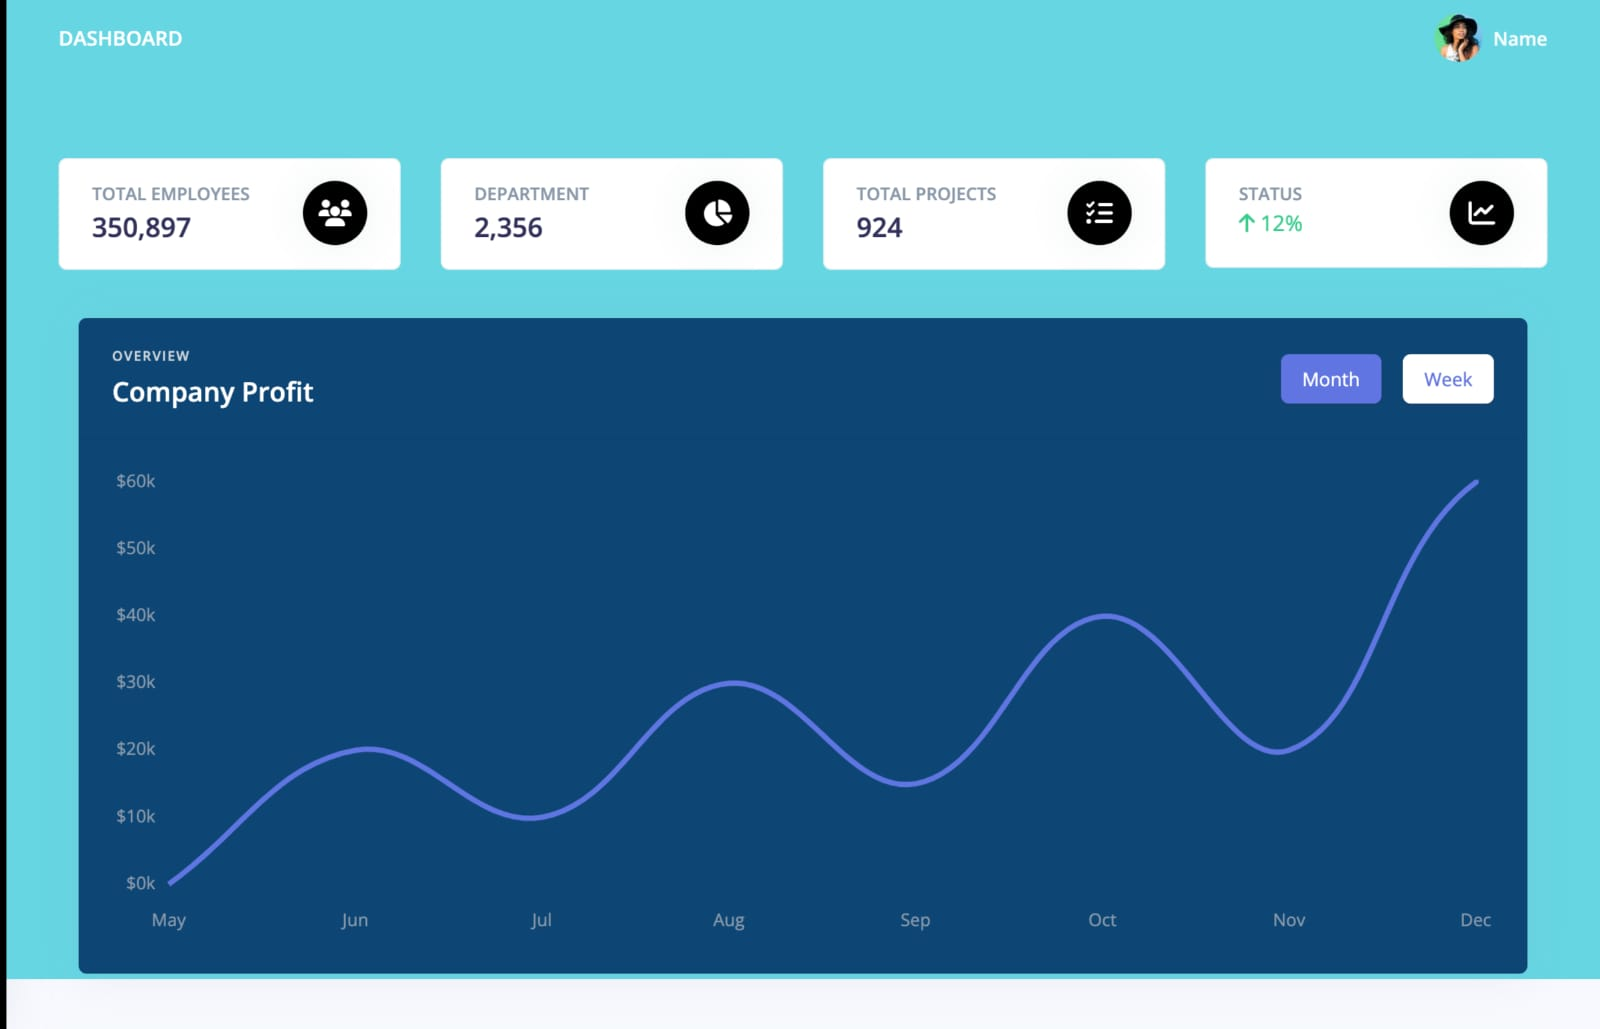 DASHBOARD
Name
TOTAL EMPLOYEES
350,897
DEPARTMENT
2,356
TOTAL PROJECTS
924
STATUS
↑ 12%
OVERVIEW
Company Profit
Month
Week
$60k
$50k
$40k
$30k
$20k
$10k
$0k
May Jun Jul Aug Sep Oct Nov Dec